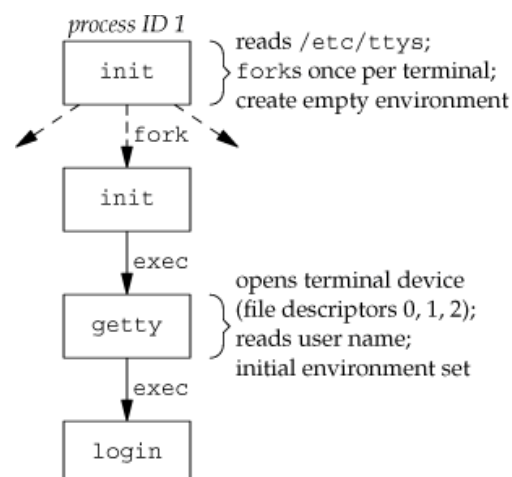 process ID 1
init
reads /etc/ttys;
forks once per terminal;
create empty environment
fork
init
exec
getty
opens terminal device
(file descriptors 0, 1, 2);
reads user name;
initial environment set
exec
login